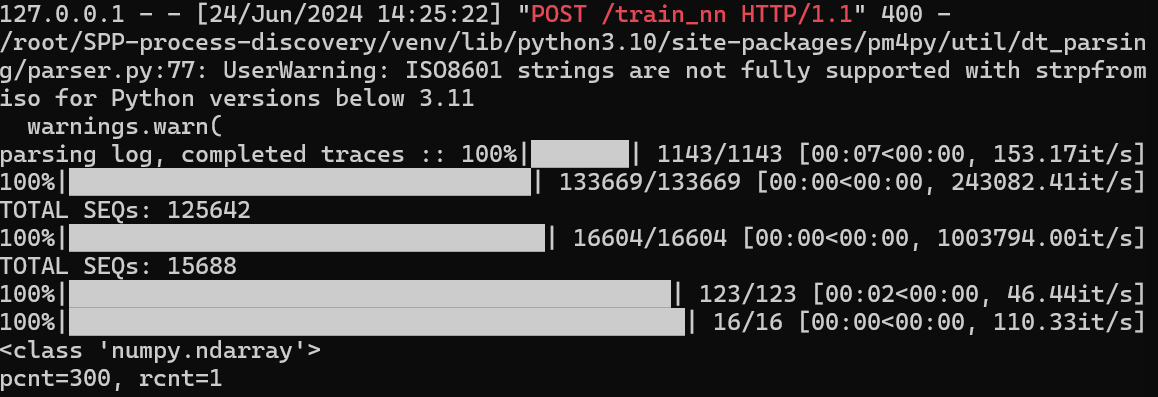 127.0.0.1 - - [24/Jun/2024 14:25:22] "POST /train_nn HTTP/1.1" 400 -
/root/SPP-process-discovery/venv/lib/python3.10/site-packages/pm4py/util/dt_parsin
g/parser.py:77: UserWarning: ISO8601 strings are not fully supported with strpfrom
iso for Python versions below 3.11
  warnings.warn(
parsing log, completed traces :: 100%|███████| 1143/1143 [00:07<00:00, 153.17it/s]
100%|█████████████████████████████████| 133669/133669 [00:00<00:00, 243082.41it/s]
TOTAL SEQs: 125642
100%|██████████████████████████████████| 16604/16604 [00:00<00:00, 1003794.00it/s]
TOTAL SEQs: 15688
100%|███████████████████████████████████████████| 123/123 [00:02<00:00, 46.44it/s]
100%|████████████████████████████████████████████| 16/16 [00:00<00:00, 110.33it/s]
<class 'numpy.ndarray'>
pcnt=300, rcnt=1